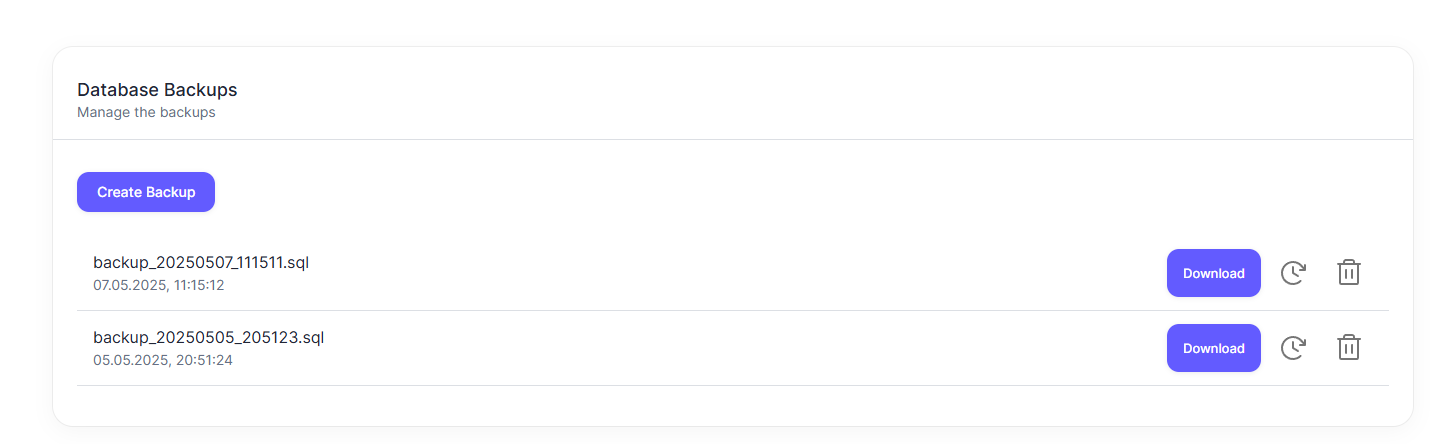 Database Backups
Manage the backups
Create Backup
backup_20250507_111511.sql
07.05.2025, 11:15:12
Download
backup_20250505_205123.sql
05.05.2025, 20:51:24
Download